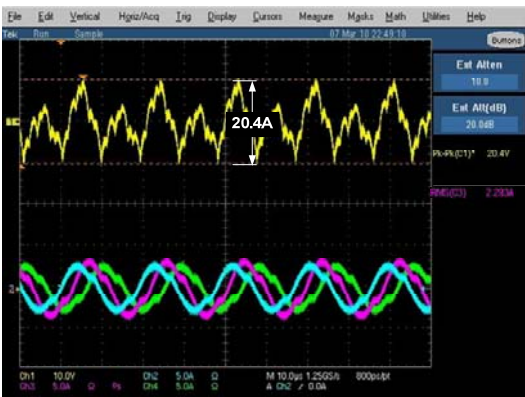 File Edit Vertical Horiz/Acq Trig Display Cursors Measure Masks Math Utilities Help
Tek Run Sample 07 Mar 10 22:49:10
Buttons
Ext Atten
10.0
Ext Att(dB)
20.0dB
20.4A
Pk-Pk(C1)* 20.4V
RMS(C3) 2.293A
2
Ch1 10.0V Ch2 5.0A Ω M 10.0µs 1.25GS/s 800ps/pt
Ch3 5.0A Ω Ch4 5.0A Ω A Ch2 / 0.0A